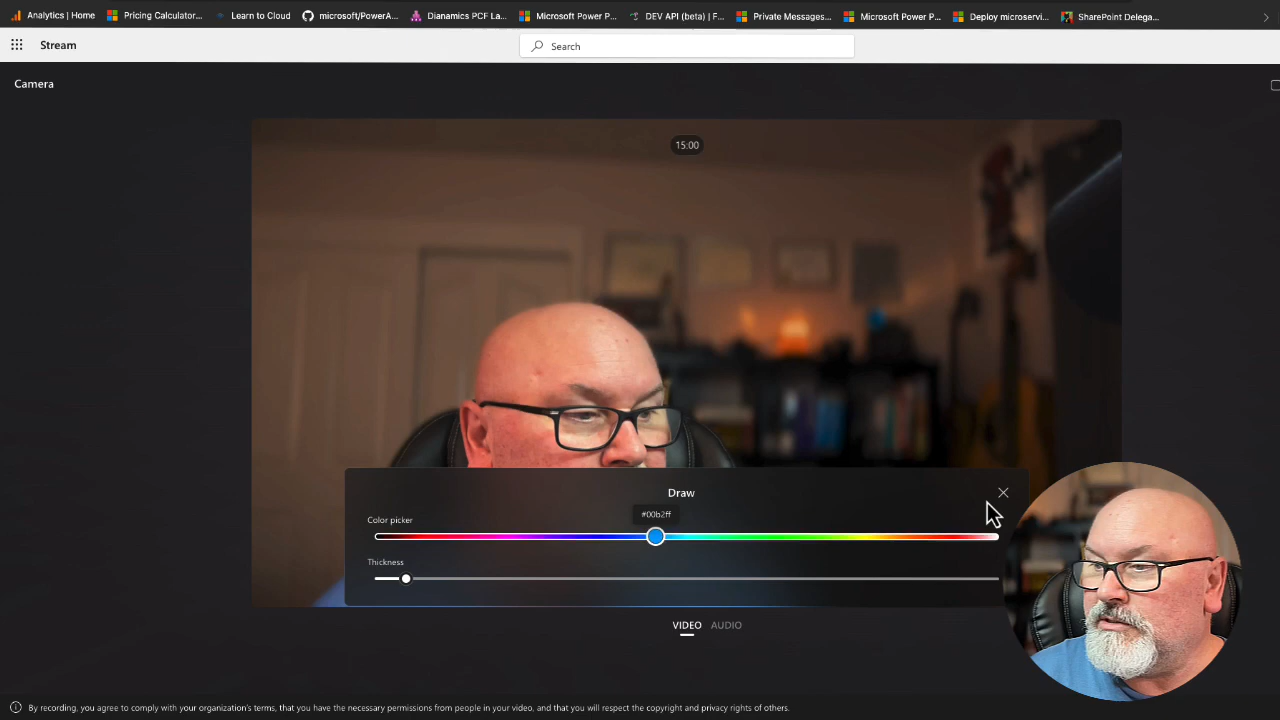 Analytics | Home Pricing Calculator... Learn to Cloud microsoft/PowerA... Dianamics PCF La... Microsoft Power P... DEV API (beta) | F... Private Messages... Microsoft Power P... Deploy microservi... SharePoint Delega...
Stream Search
Camera
15:00
Draw
#00b2ff
Color picker
Thickness
VIDEO AUDIO
By recording, you agree to comply with your organization's terms, that you have the necessary permissions from people in your video, and that you will respect the copyright and privacy rights of others.